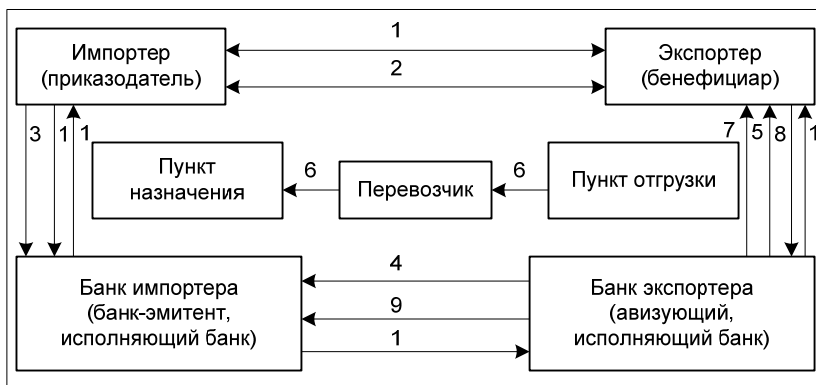 1
Импортер
(приказодатель)
Экспортер
(бенефициар)
2
3
1
1
7
5
8
1
Пункт
назначения
6
Перевозчик
6
Пункт отгрузки
Банк импортера
(банк-эмитент,
исполняющий банк)
4
9
1
Банк экспортера
(авизующий,
исполняющий банк)